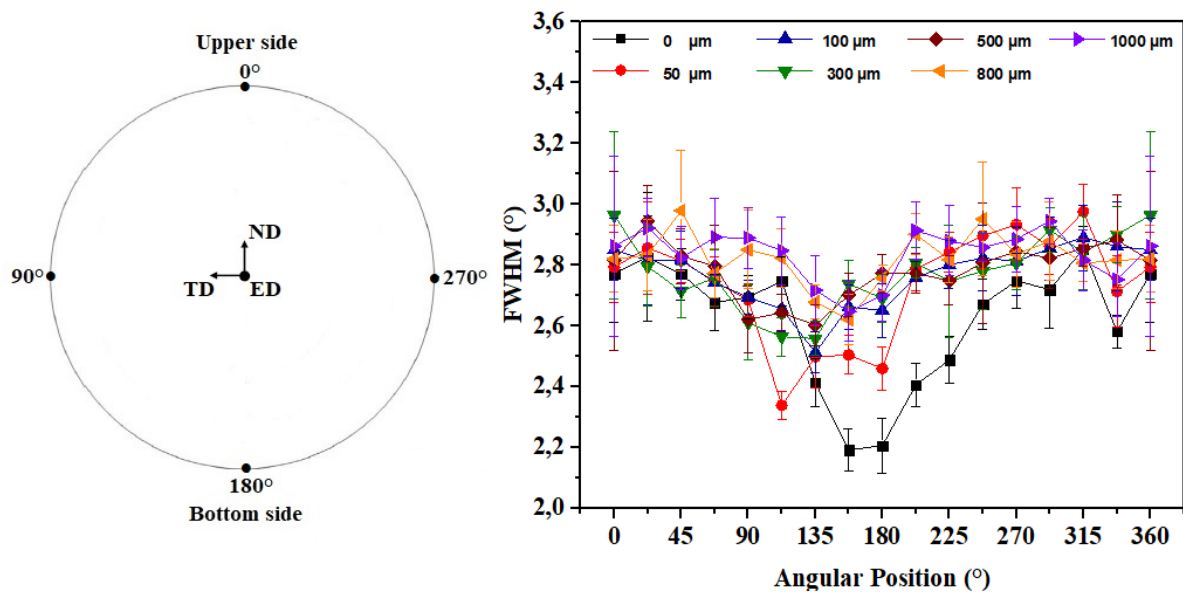 Upper side
0°
ND
90°
TD
ED
270°
180°
Bottom side
3,6
3,4
3,2
3,0
2,8
2,6
2,4
2,2
2,0
FWHM (°)
0 µm
100 µm
500 µm
1000 µm
50 µm
300 µm
800 µm
0
45
90
135
180
225
270
315
360
Angular Position (°)